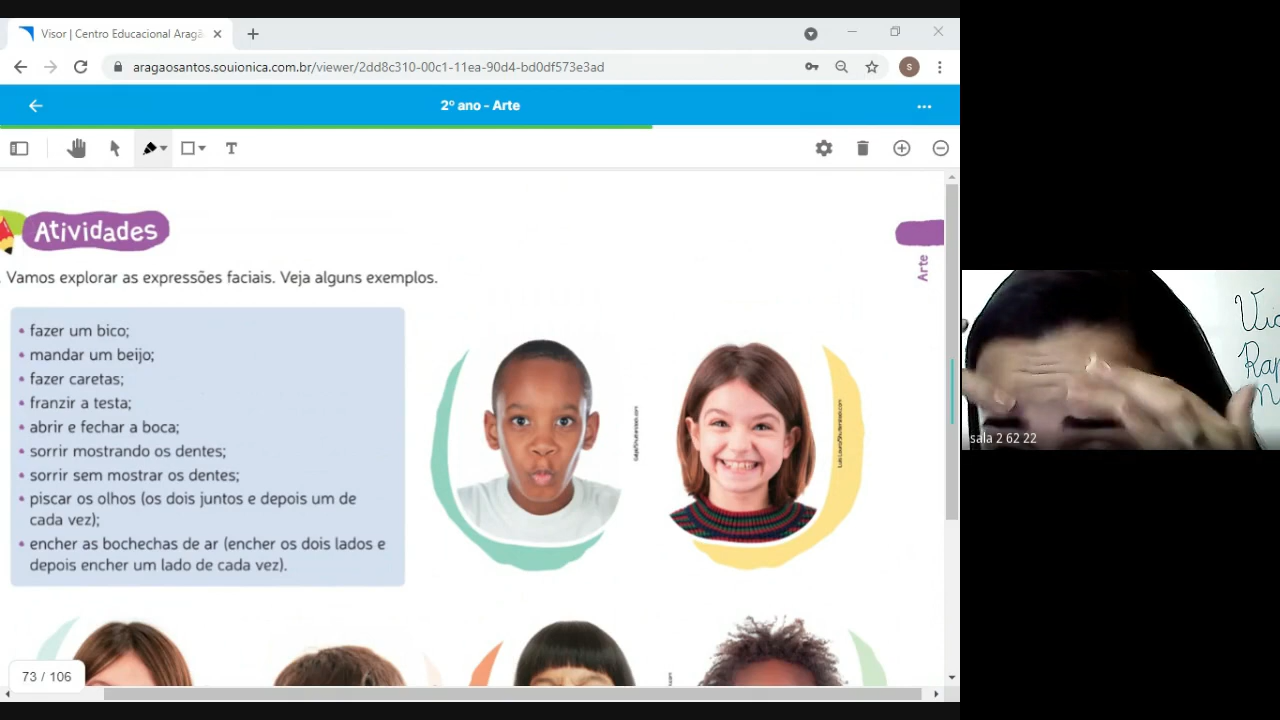 Visor | Centro Educacional Aragã
aragaosantos.souionica.com.br/viewer/2dd8c310-00c1-11ea-90d4-bd0df573e3ad
s
2º ano - Arte
T
Atividades
Vamos explorar as expressões faciais. Veja alguns exemplos.
• fazer um bico;
• mandar um beijo;
• fazer caretas;
• franzir a testa;
• abrir e fechar a boca;
• sorrir mostrando os dentes;
• sorrir sem mostrar os dentes;
• piscar os olhos (os dois juntos e depois um de
cada vez);
• encher as bochechas de ar (encher os dois lados e
depois encher um lado de cada vez).
Arte
73 / 106
sala 2 62 22